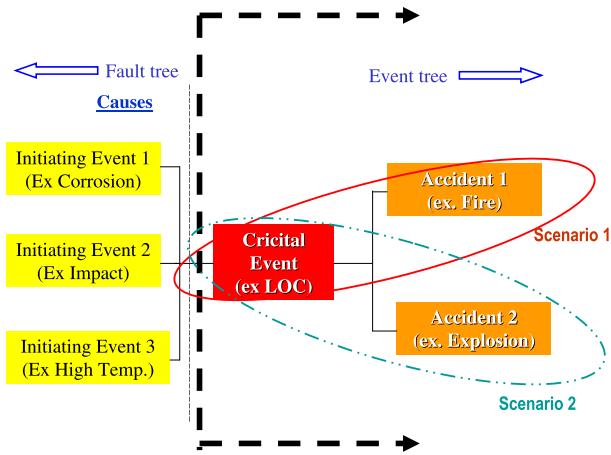 Fault tree
Event tree
Causes
Initiating Event 1
(Ex Corrosion)
Accident 1
(ex. Fire)
Scenario 1
Initiating Event 2
(Ex Impact)
Cricital
Event
(ex LOC)
Initiating Event 3
(Ex High Temp.)
Accident 2
(ex. Explosion)
Scenario 2